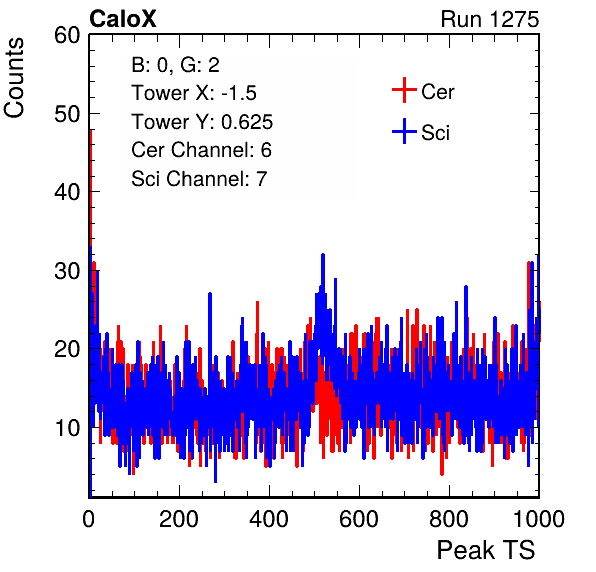 CaloX Run 1275
Counts
60
50
40
30
20
10
B: 0, G: 2
Tower X: -1.5
Tower Y: 0.625
Cer Channel: 6
Sci Channel: 7
Cer
Sci
0 200 400 600 800 1000
Peak TS